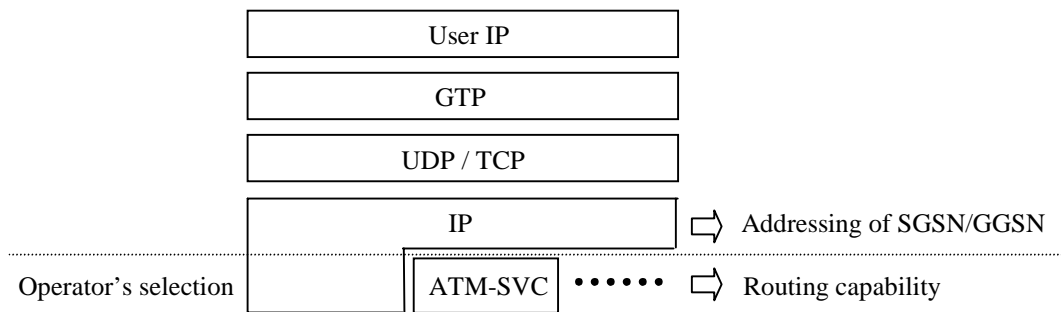 User IP
GTP
UDP / TCP
IP
Addressing of SGSN/GGSN
Operator’s selection
ATM-SVC
Routing capability